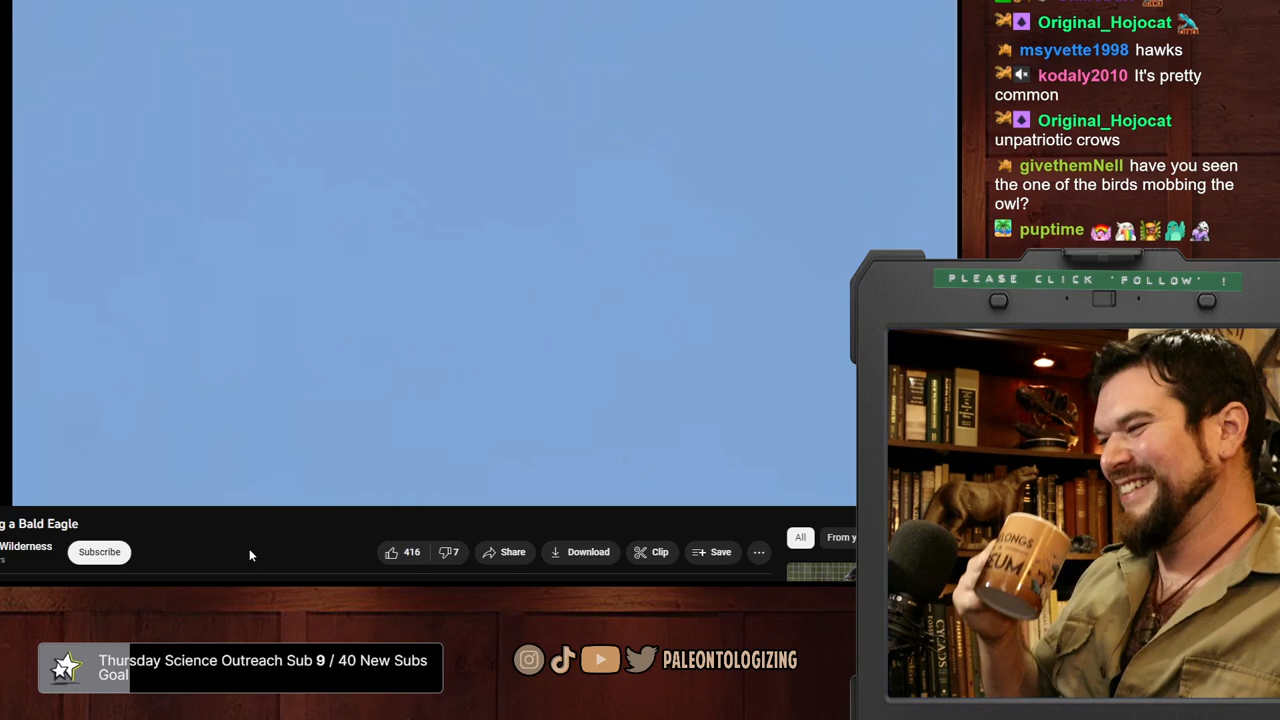 Original_Hojocat
msyvette1998 hawks
kodaly2010 It's pretty
common
Original_Hojocat
unpatriotic crows
givethemNell have you seen
the one of the birds mobbing the
owl?
puptime
PLEASE CLICK 'FOLLOW' !
g a Bald Eagle
Wilderness
Subscribe
416
7
Share
Download
Clip
Save
All
From y
Thursday Science Outreach Sub 9 / 40 New Subs
Goal
PALEONTOLOGIZING